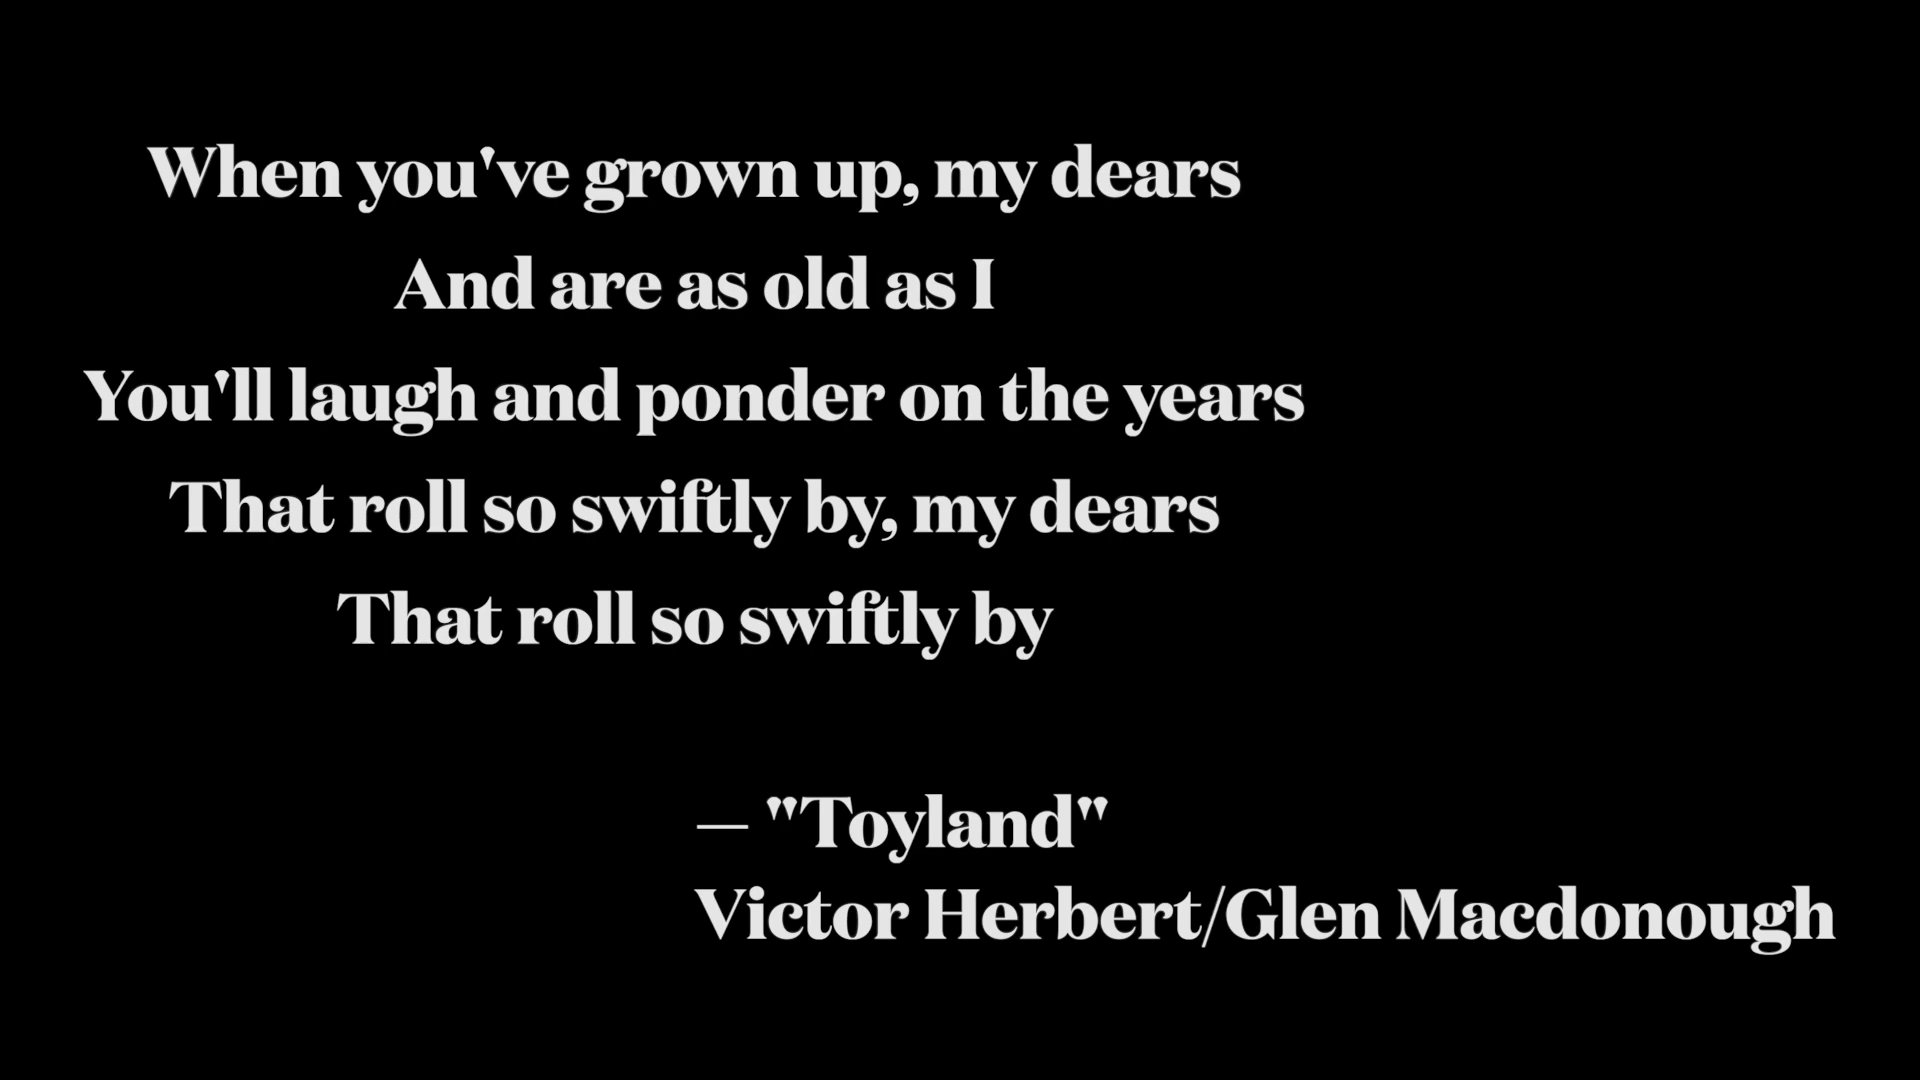 When you've grown up, my dears
And are as old as I
You'll laugh and ponder on the years
That roll so swiftly by, my dears
That roll so swiftly by
— "Toyland"
Victor Herbert/Glen Macdonough